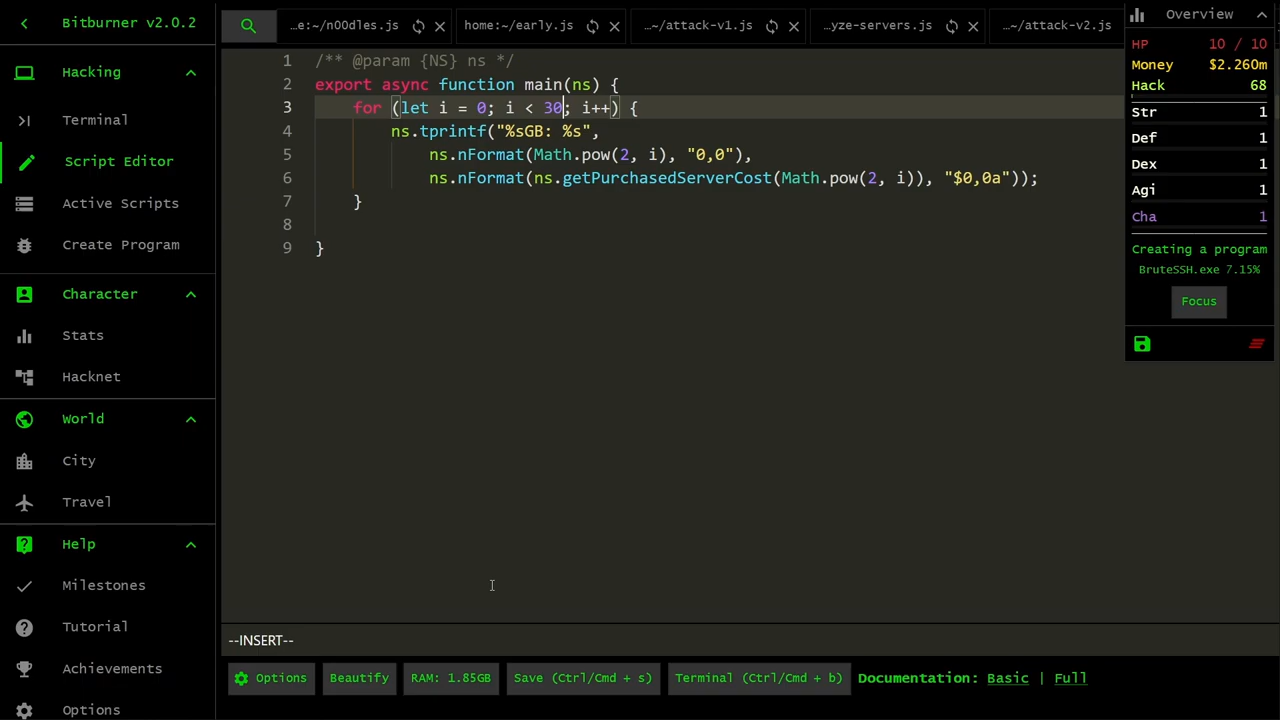 Bitburner v2.0.2
Hacking
Terminal
Script Editor
Active Scripts
Create Program
Character
Stats
Hacknet
World
City
Travel
Help
Milestones
Tutorial
Achievements
Options
…e:~/n00dles.js
home:~/early.js
…~/attack-v1.js
…yze-servers.js
…~/attack-v2.js
1 /** @param {NS} ns */
2 export async function main(ns) {
3 for (let i = 0; i < 30; i++) {
4 ns.tprintf("%sGB: %s",
5 ns.nFormat(Math.pow(2, i), "0,0"),
6 ns.nFormat(ns.getPurchasedServerCost(Math.pow(2, i)), "$0,0a"));
7 }
8
9 }
--INSERT--
Options
Beautify
RAM: 1.85GB
Save (Ctrl/Cmd + s)
Terminal (Ctrl/Cmd + b)
Documentation: Basic | Full
Overview
HP 10 / 10
Money $2.260m
Hack 68
Str 1
Def 1
Dex 1
Agi 1
Cha 1
Creating a program
BruteSSH.exe 7.15%
Focus